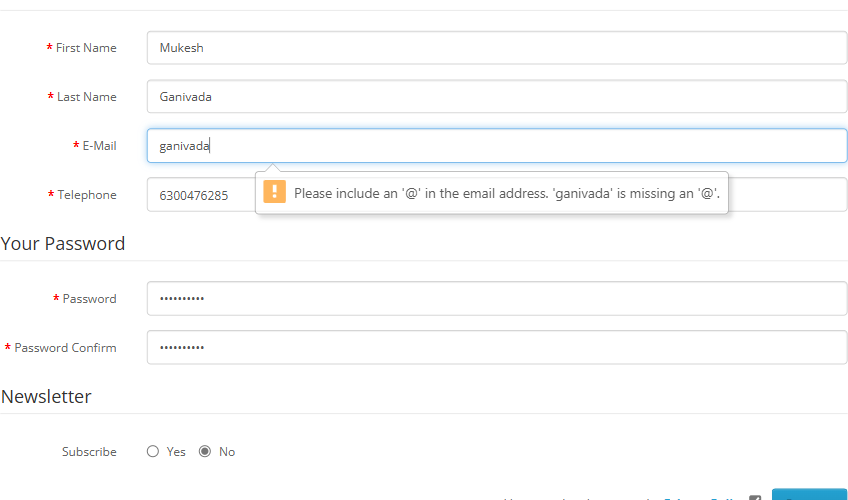 * First Name Mukesh
* Last Name Ganivada
* E-Mail ganivada
! Please include an '@' in the email address. 'ganivada' is missing an '@'.
* Telephone 6300476285
Your Password
* Password ••••••••••
* Password Confirm ••••••••••
Newsletter
Subscribe Yes No